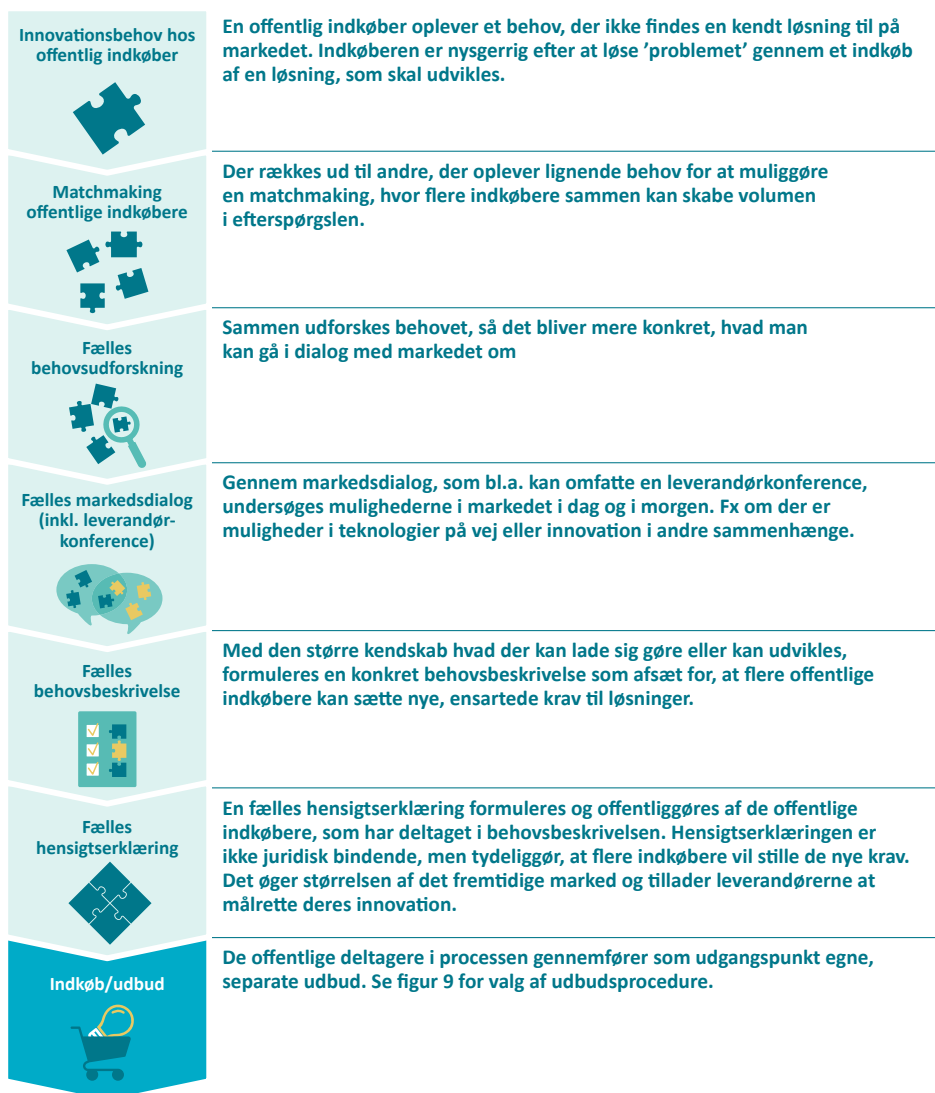 Innovationsbehov hos
offentlig indkøber
En offentlig indkøber oplever et behov, der ikke findes en kendt løsning til på
markedet. Indkøberen er nysgerrig efter at løse ’problemet’ gennem et indkøb
af en løsning, som skal udvikles.
Matchmaking
offentlige indkøbere
Der rækkes ud til andre, der oplever lignende behov for at muliggøre
en matchmaking, hvor flere indkøbere sammen kan skabe volumen
i efterspørgslen.
Fælles
behovsudforskning
Sammen udforskes behovet, så det bliver mere konkret, hvad man
kan gå i dialog med markedet om
Fælles markedsdialog
(inkl. leverandør-
konference)
Gennem markedsdialog, som bl.a. kan omfatte en leverandørkonference,
undersøges mulighederne i markedet i dag og i morgen. Fx om der er
muligheder i teknologier på vej eller innovation i andre sammenhænge.
Fælles
behovsbeskrivelse
Med den større kendskab hvad der kan lade sig gøre eller kan udvikles,
formuleres en konkret behovsbeskrivelse som afsæt for, at flere offentlige
indkøbere kan sætte nye, ensartede krav til løsninger.
Fælles
hensigtserklæring
En fælles hensigtserklæring formuleres og offentliggøres af de offentlige
indkøbere, som har deltaget i behovsbeskrivelsen. Hensigtserklæringen er
ikke juridisk bindende, men tydeliggør, at flere indkøbere vil stille de nye krav.
Det øger størrelsen af det fremtidige marked og tillader leverandørerne at
målrette deres innovation.
Indkøb/udbud
De offentlige deltagere i processen gennemfører som udgangspunkt egne,
separate udbud. Se figur 9 for valg af udbudsprocedure.